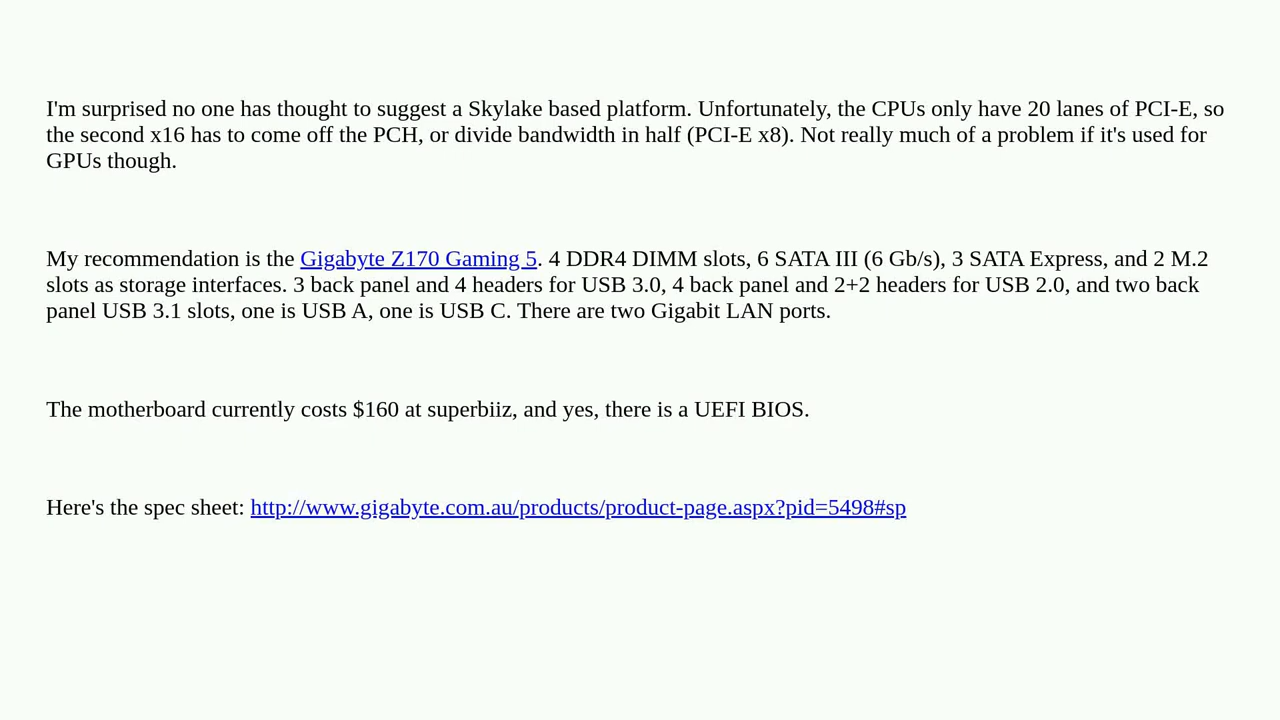 I'm surprised no one has thought to suggest a Skylake based platform. Unfortunately, the CPUs only have 20 lanes of PCI-E, so
the second x16 has to come off the PCH, or divide bandwidth in half (PCI-E x8). Not really much of a problem if it's used for
GPUs though.
My recommendation is the Gigabyte Z170 Gaming 5. 4 DDR4 DIMM slots, 6 SATA III (6 Gb/s), 3 SATA Express, and 2 M.2
slots as storage interfaces. 3 back panel and 4 headers for USB 3.0, 4 back panel and 2+2 headers for USB 2.0, and two back
panel USB 3.1 slots, one is USB A, one is USB C. There are two Gigabit LAN ports.
The motherboard currently costs $160 at superbiiz, and yes, there is a UEFI BIOS.
Here's the spec sheet: http://www.gigabyte.com.au/products/product-page.aspx?pid=5498#sp